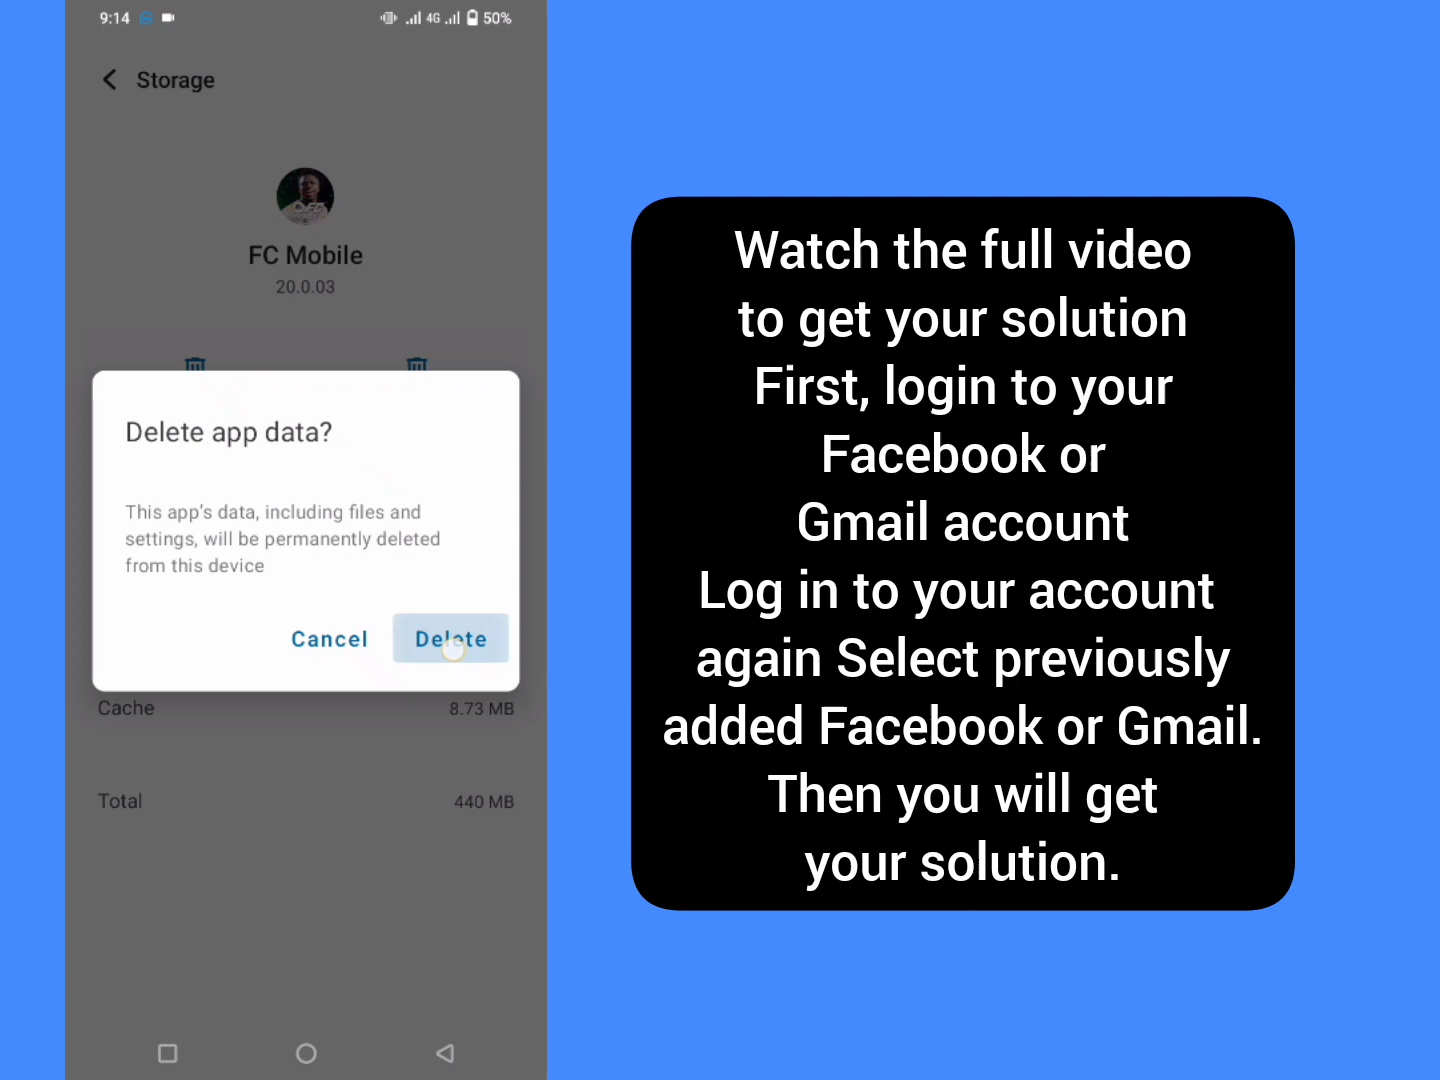 9:14
4G
50%
Storage
FC Mobile
20.0.03
Delete app data?
This app's data, including files and
settings, will be permanently deleted
from this device
Cancel
Delete
Cache
8.73 MB
Total
440 MB
Watch the full video
to get your solution
First, login to your
Facebook or
Gmail account
Log in to your account
again Select previously
added Facebook or Gmail.
Then you will get
your solution.